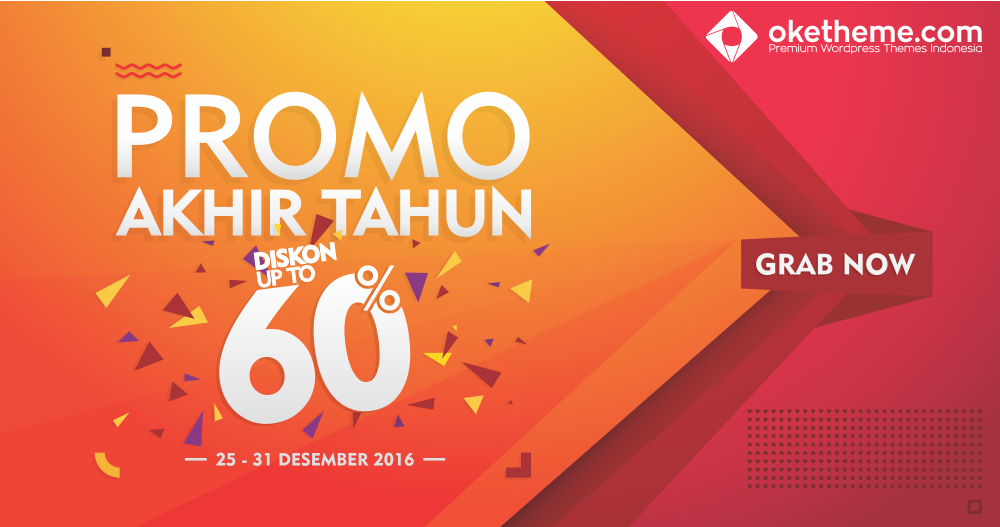 oketheme.com
Premium Wordpress Themes Indonesia
PROMO
AKHIR TAHUN
DISKON
UP TO
60%
GRAB NOW
25 - 31 DESEMBER 2016